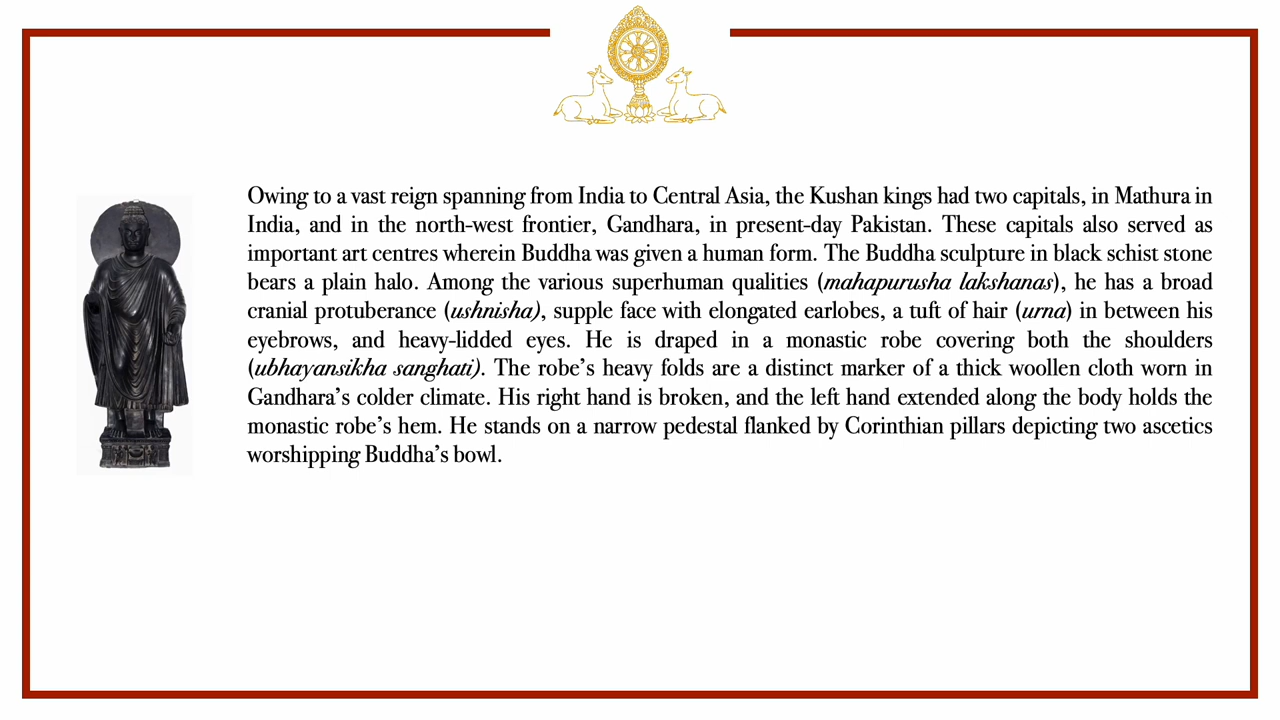 Owing to a vast reign spanning from India to Central Asia, the Kushan kings had two capitals, in Mathura in
India, and in the north-west frontier, Gandhara, in present-day Pakistan. These capitals also served as
important art centres wherein Buddha was given a human form. The Buddha sculpture in black schist stone
bears a plain halo. Among the various superhuman qualities (mahapurusha lakshanas), he has a broad
cranial protuberance (ushnisha), supple face with elongated earlobes, a tuft of hair (urna) in between his
eyebrows, and heavy-lidded eyes. He is draped in a monastic robe covering both the shoulders
(ubhayansikha sanghati). The robe’s heavy folds are a distinct marker of a thick woollen cloth worn in
Gandhara’s colder climate. His right hand is broken, and the left hand extended along the body holds the
monastic robe’s hem. He stands on a narrow pedestal flanked by Corinthian pillars depicting two ascetics
worshipping Buddha’s bowl.